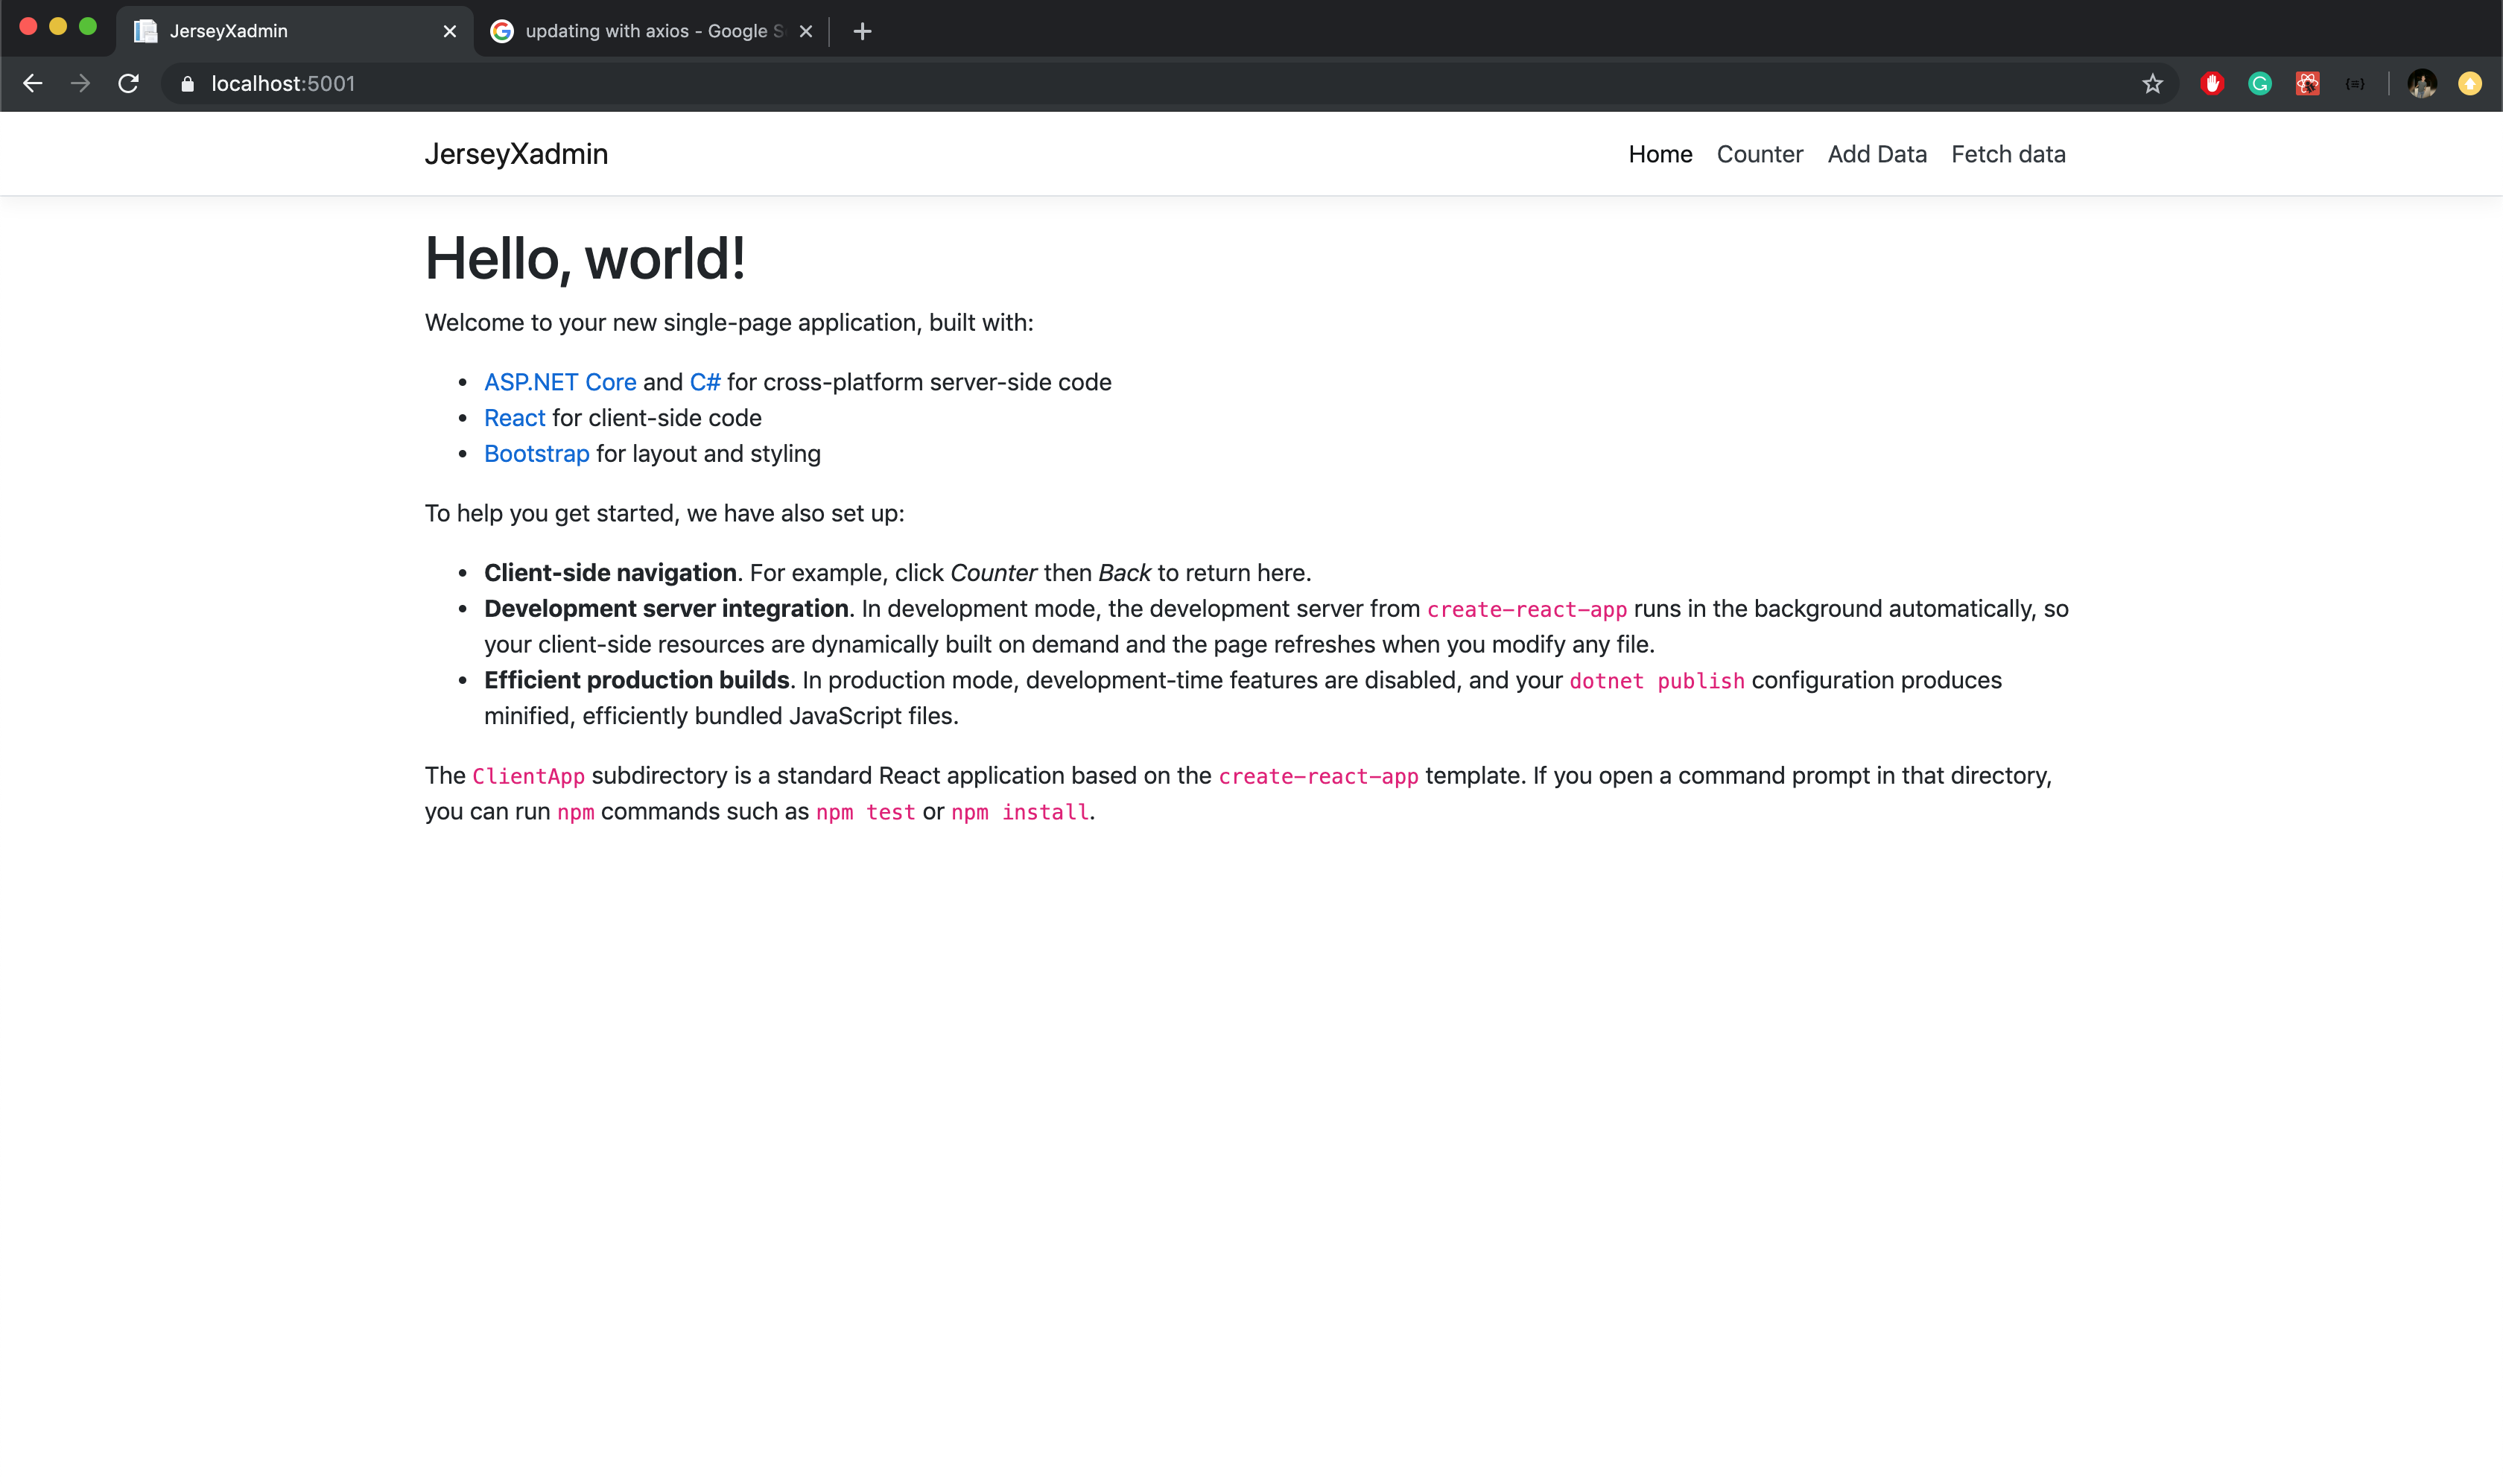 JerseyXadmin
updating with axios - Google S
localhost:5001
JerseyXadmin
Home Counter Add Data Fetch data
Hello, world!
Welcome to your new single-page application, built with:
• ASP.NET Core and C# for cross-platform server-side code
• React for client-side code
• Bootstrap for layout and styling
To help you get started, we have also set up:
• Client-side navigation. For example, click Counter then Back to return here.
• Development server integration. In development mode, the development server from create-react-app runs in the background automatically, so
your client-side resources are dynamically built on demand and the page refreshes when you modify any file.
• Efficient production builds. In production mode, development-time features are disabled, and your dotnet publish configuration produces
minified, efficiently bundled JavaScript files.
The ClientApp subdirectory is a standard React application based on the create-react-app template. If you open a command prompt in that directory,
you can run npm commands such as npm test or npm install.